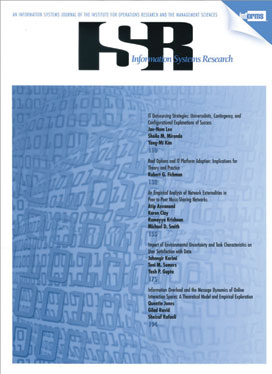 AN INFORMATION SYSTEMS JOURNAL OF THE INSTITUTE FOR OPERATIONS RESEARCH AND THE MANAGEMENT SCIENCES
informs
ISR
Information Systems Research
IT Outsourcing Strategies: Universalistic, Contingency, and
Configurational Explanations of Success
Jae-Nam Lee
Shaila M. Miranda
Yong-Mi Kim
Real Options and IT Platform Adoption: Implications for
Theory and Practice
Robert G. Fichman
An Empirical Analysis of Network Externalities in
Peer-to-Peer Music-Sharing Networks
Atip Asvanund
Karen Clay
Ramayya Krishnan
Michael D. Smith
155
Impact of Environmental Uncertainty and Task Characteristics on
User Satisfaction with Data
Jahangir Karimi
Toni M. Somers
Yash P. Gupta
175
Information Overload and the Message Dynamics of Online
Interaction Spaces: A Theoretical Model and Empirical Exploration
Quentin Jones
Gilad Ravid
Sheizaf Rafaeli
194